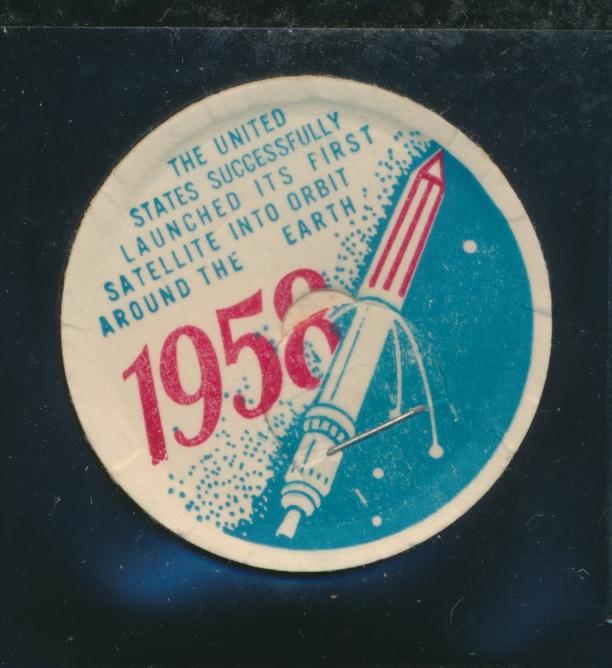 THE UNITED
STATES SUCCESSFULLY
LAUNCHED ITS FIRST
SATELLITE INTO ORBIT
AROUND THE EARTH
1958